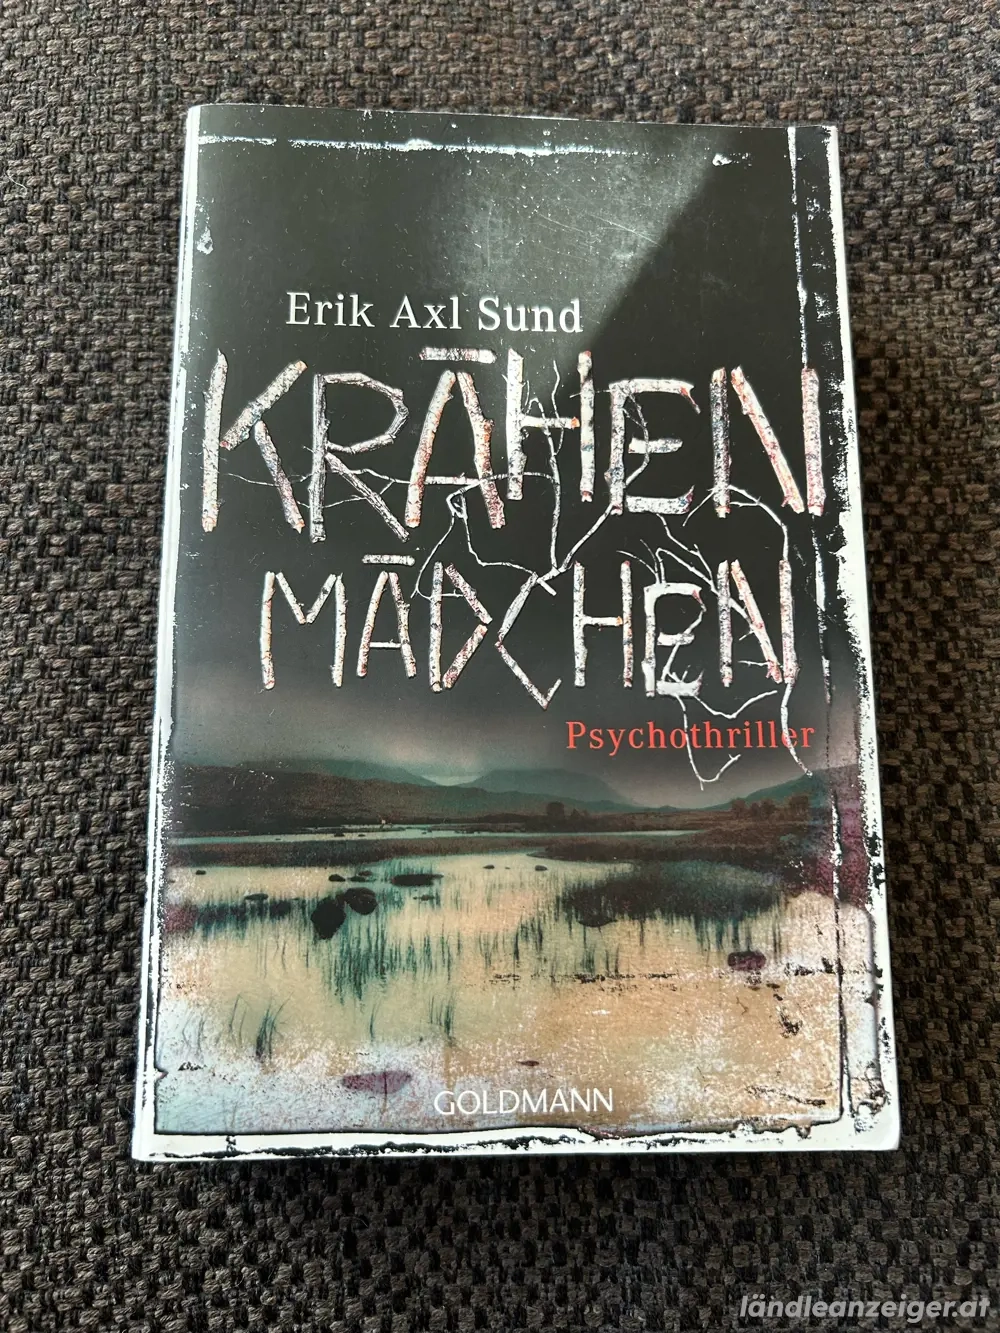 Erik Axl Sund
KRÄHEN
MÄDCHEN
Psychothriller
GOLDMANN
ländleanzeiger.at